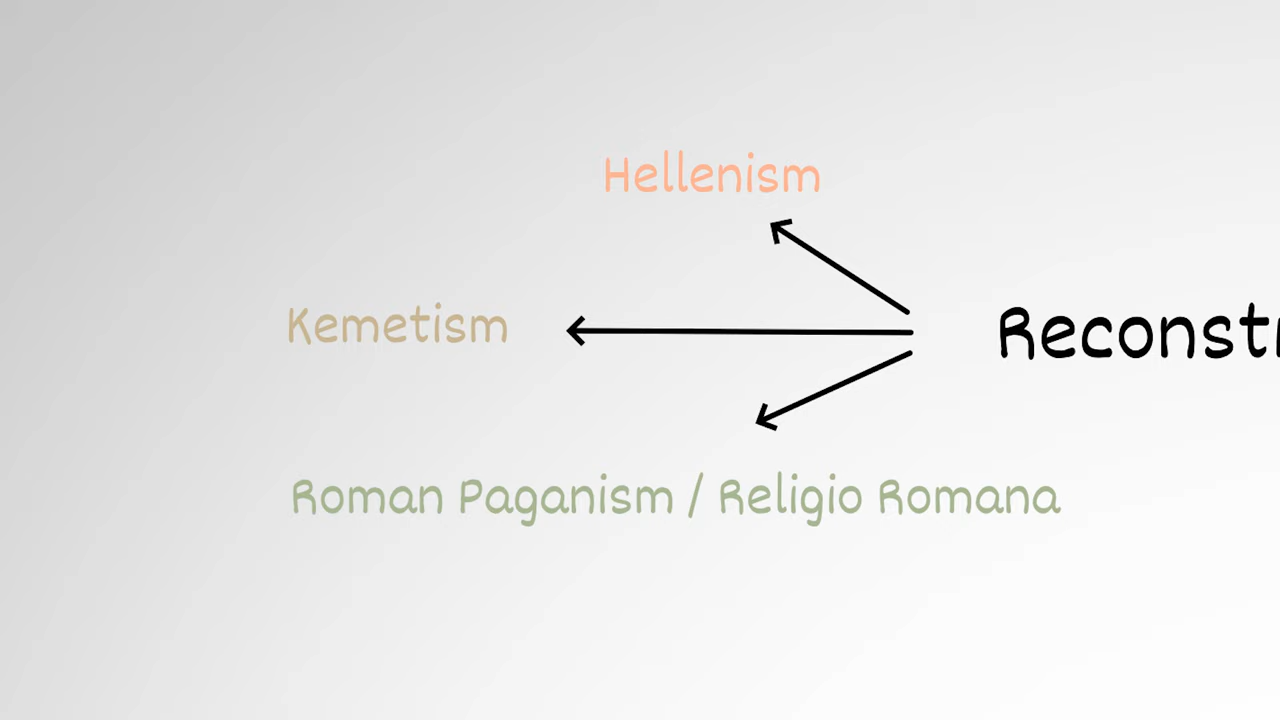 Hellenism
Kemetism
Reconst
Roman Paganism / Religio Romana